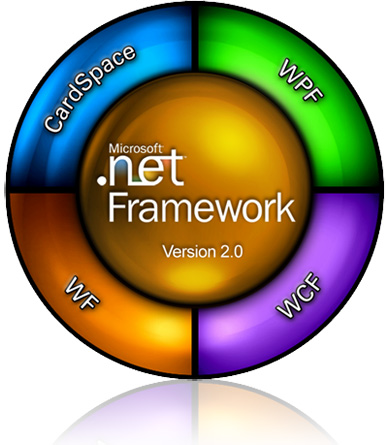 CardSpace
WPF
Microsoft
.net
Framework
Version 2.0
WF
WCF